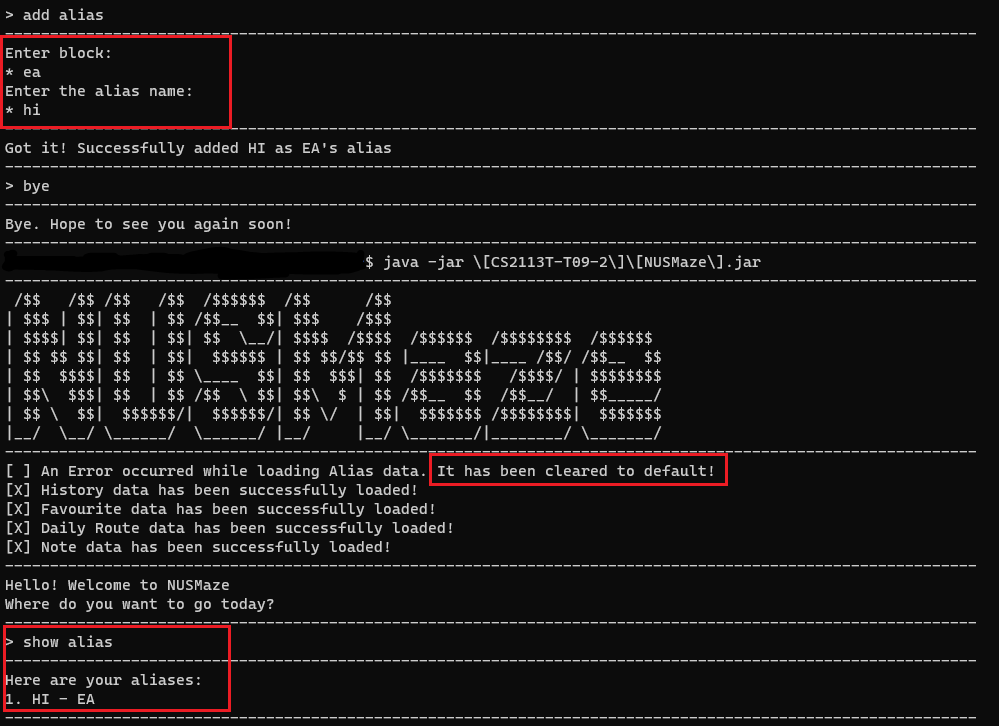 > add alias
Enter block:
* ea
Enter the alias name:
* hi
Got it! Successfully added HI as EA's alias
> bye
Bye. Hope to see you again soon!
$ java -jar \[CS2113T-T09-2\]\[NUSMaze\].jar
 /$$   /$$ /$$   /$$  /$$$$$$  /$$      /$$
| $$$ | $$| $$  | $$ /$$__  $$| $$$    /$$$
| $$$$| $$| $$  | $$| $$  \__/| $$$$  /$$$$  /$$$$$$  /$$$$$$$$  /$$$$$$
| $$ $$ $$| $$  | $$|  $$$$$$ | $$ $$/$$ $$ |____  $$|____ /$$/ /$$__  $$
| $$  $$$$| $$  | $$ \____  $$| $$  $$$| $$  /$$$$$$$   /$$$$/ | $$$$$$$$
| $$\  $$$| $$  | $$ /$$  \ $$| $$\  $ | $$ /$$__  $$  /$$__/  | $$_____/
| $$ \  $$|  $$$$$$/|  $$$$$$/| $$ \/  | $$|  $$$$$$$ /$$$$$$$$|  $$$$$$$
|__/  \__/ \______/  \______/ |__/     |__/ \_______/|________/ \_______/
[ ] An Error occurred while loading Alias data. It has been cleared to default!
[X] History data has been successfully loaded!
[X] Favourite data has been successfully loaded!
[X] Daily Route data has been successfully loaded!
[X] Note data has been successfully loaded!
Hello! Welcome to NUSMaze
Where do you want to go today?
> show alias
Here are your aliases:
1. HI - EA